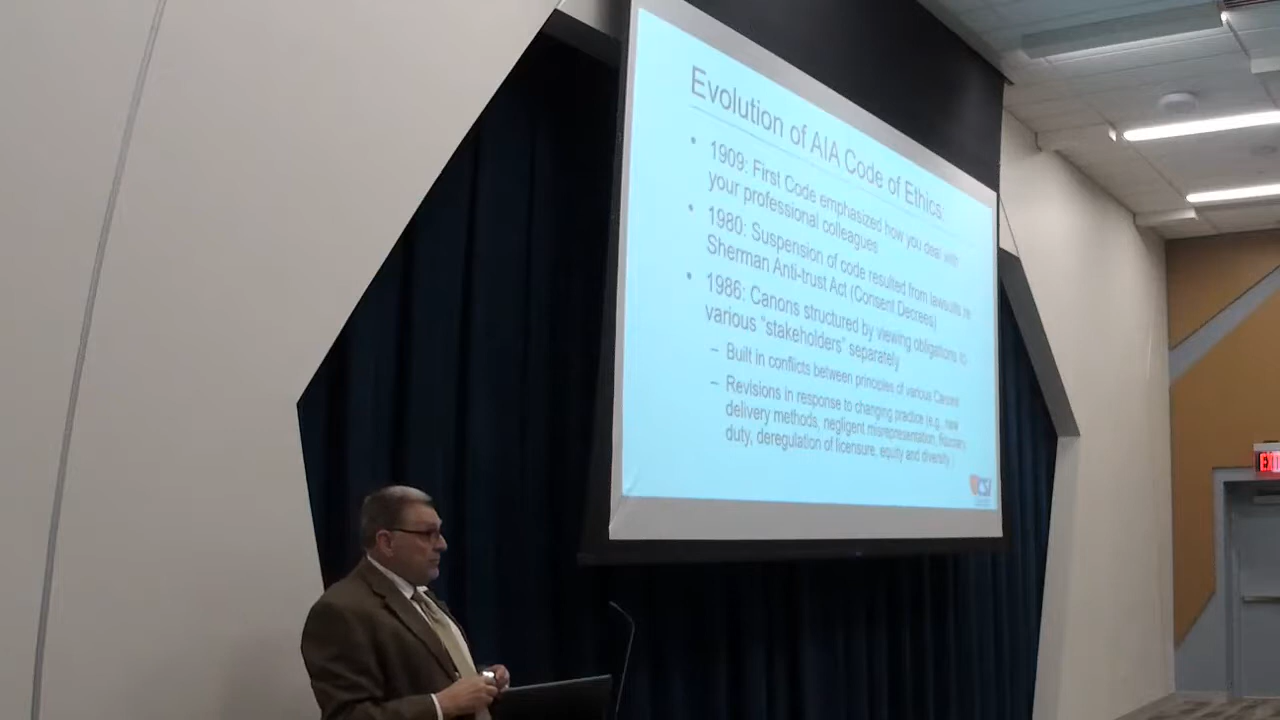 Evolution of AIA Code of Ethics:
• 1909: First Code emphasized how you deal with
your professional colleagues
• 1980: Suspension of code resulted from lawsuits re
Sherman Anti-trust Act (Consent Decrees)
• 1986: Canons structured by viewing obligations to
various "stakeholders" separately
– Built in conflicts between principles of various Canons
– Revisions in response to changing practice (e.g., new
delivery methods, negligent misrepresentation, fiduciary
duty, deregulation of licensure, equity and diversity)
CSI
EXI